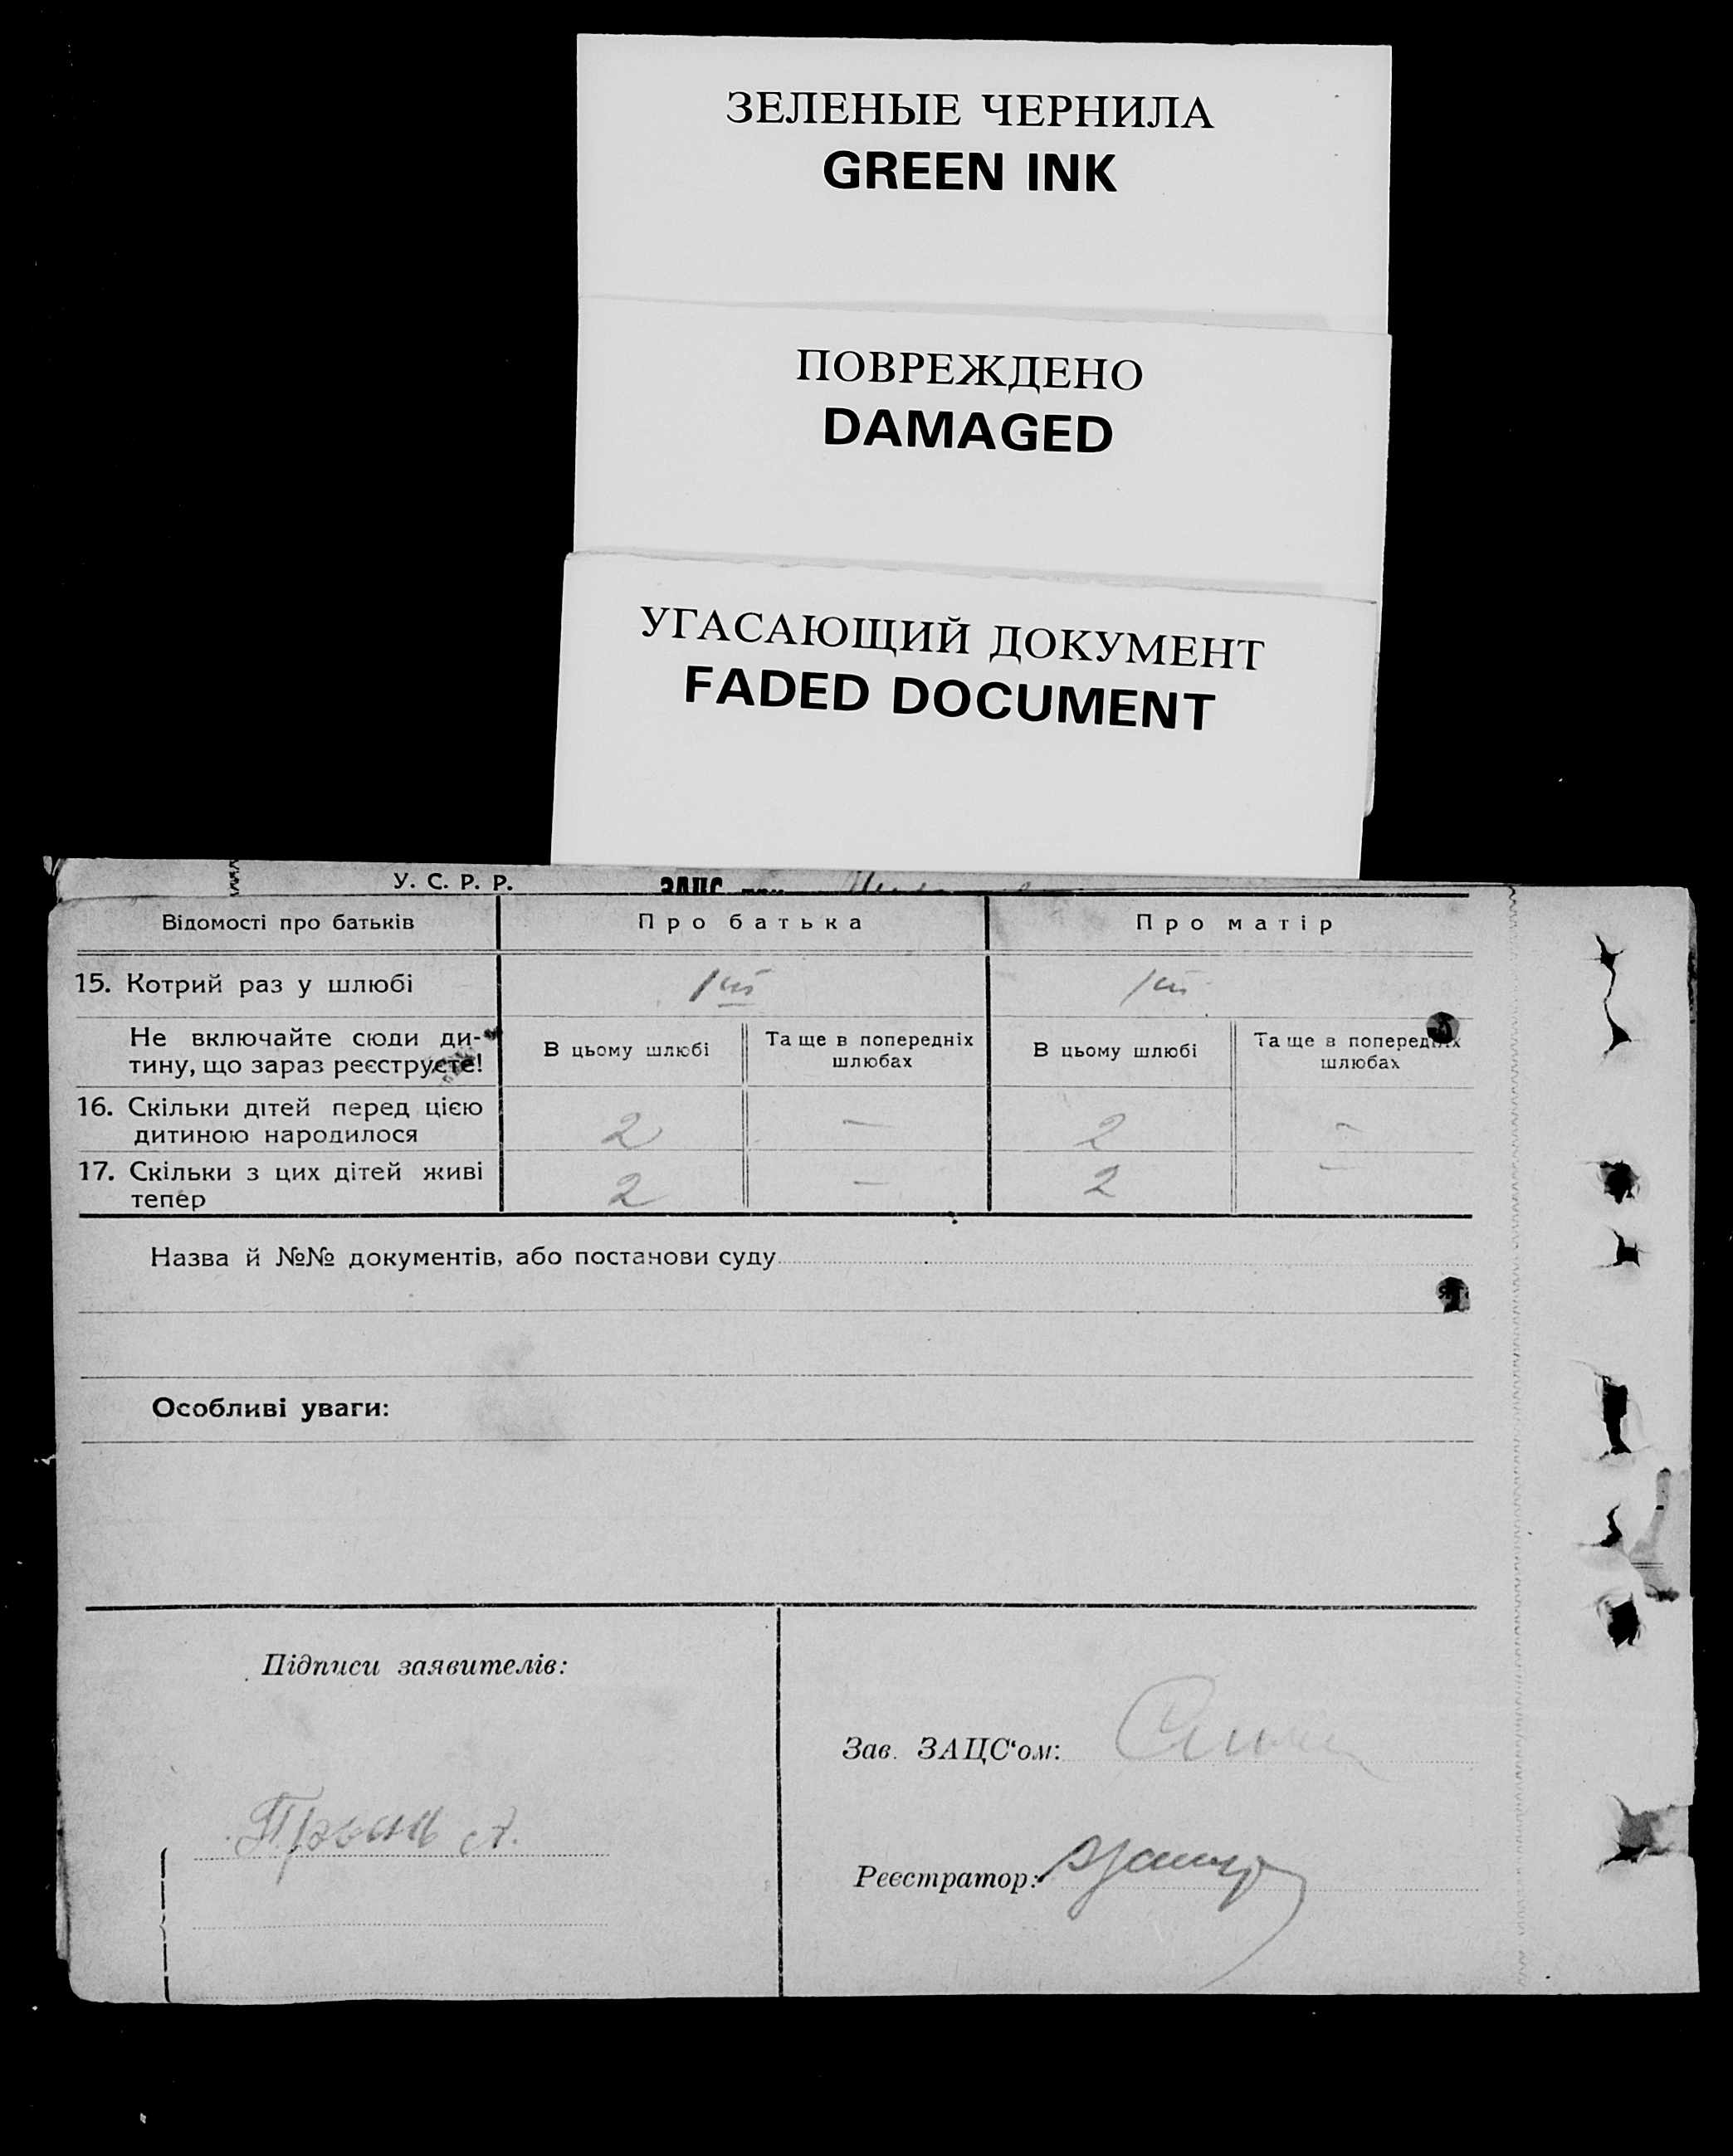 ЗЕЛЕНЫЕ ЧЕРНИЛА
GREEN INK
ПОВРЕЖДЕНО
DAMAGED
УГАСАЮЩИЙ ДОКУМЕНТ
FADED DOCUMENT
У. С. Р. Р. ЗАЦС
Відомості про батьків Про батька Про матір
15. Котрий раз у шлюбі 1ий 1ий
Не включайте сюди ди-
тину, що зараз реєструєте!
В цьому шлюбі Та ще в попередніх В цьому шлюбі Та ще в попередніх
шлюбах шлюбах
16. Скільки дітей перед цією
дитиною народилося 2 — 2 —
17. Скільки з цих дітей живі
тепер 2 — 2 —
Назва й №№ документів, або постанови суду
Особливі уваги:
Підписи заявителів:
Зав. ЗАЦС‘ом:
Реєстратор: